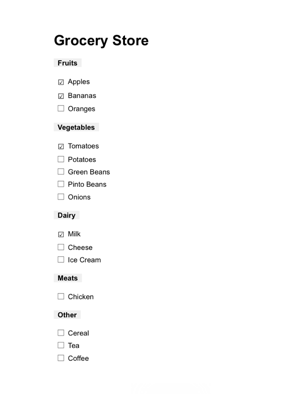 Grocery Store
Fruits
☑ Apples
☑ Bananas
☐ Oranges
Vegetables
☑ Tomatoes
☐ Potatoes
☐ Green Beans
☐ Pinto Beans
☐ Onions
Dairy
☑ Milk
☐ Cheese
☐ Ice Cream
Meats
☐ Chicken
Other
☐ Cereal
☐ Tea
☐ Coffee